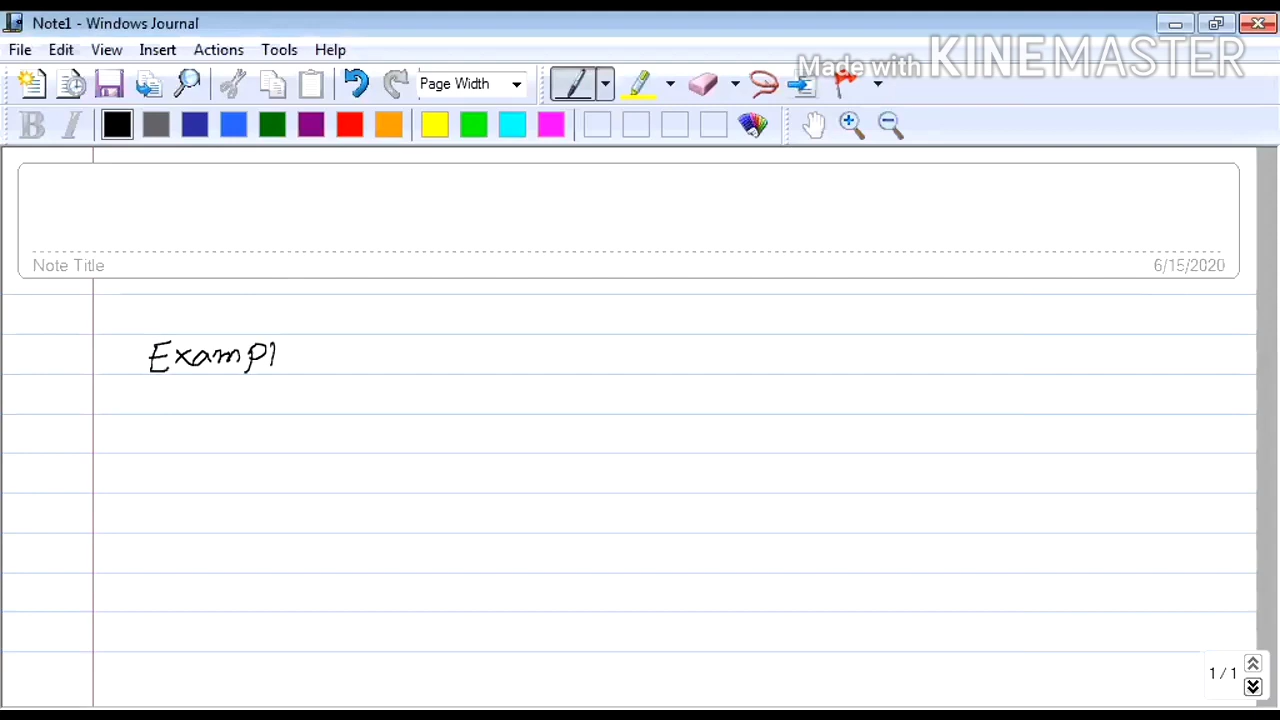 Note1 - Windows Journal
File Edit View Insert Actions Tools Help
Made with KINEMASTER
Page Width
B I
Note Title
6/15/2020
Exampl
1 / 1